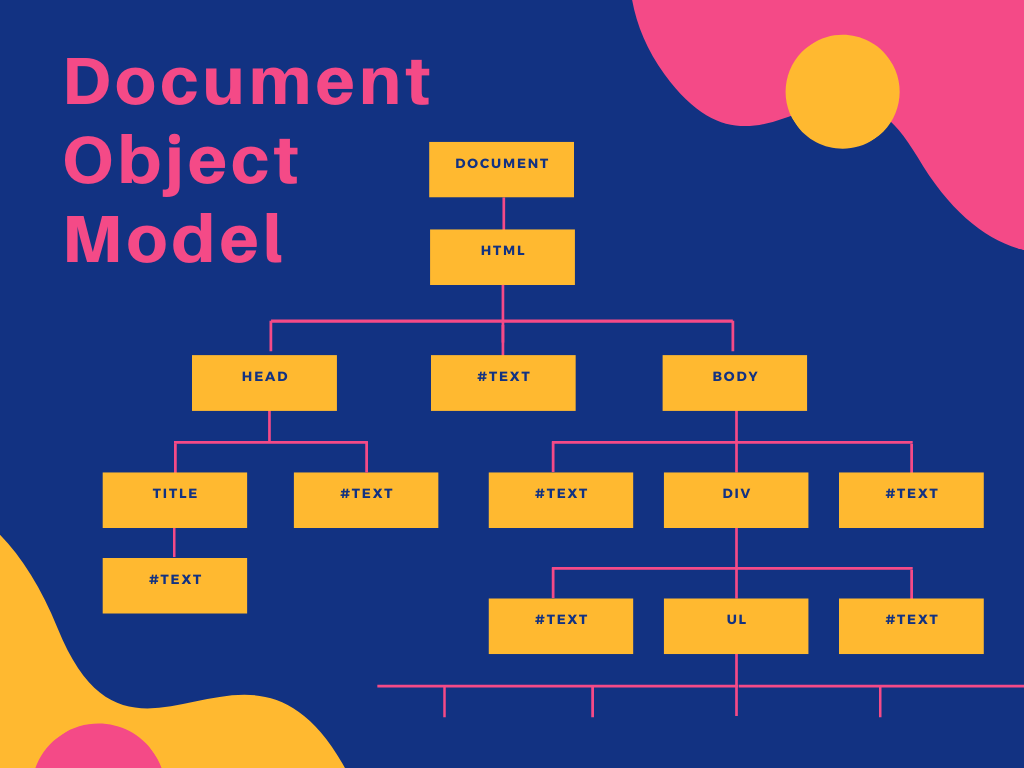 Document
Object
Model
DOCUMENT
HTML
HEAD #TEXT BODY
TITLE #TEXT #TEXT DIV #TEXT
#TEXT
#TEXT UL #TEXT